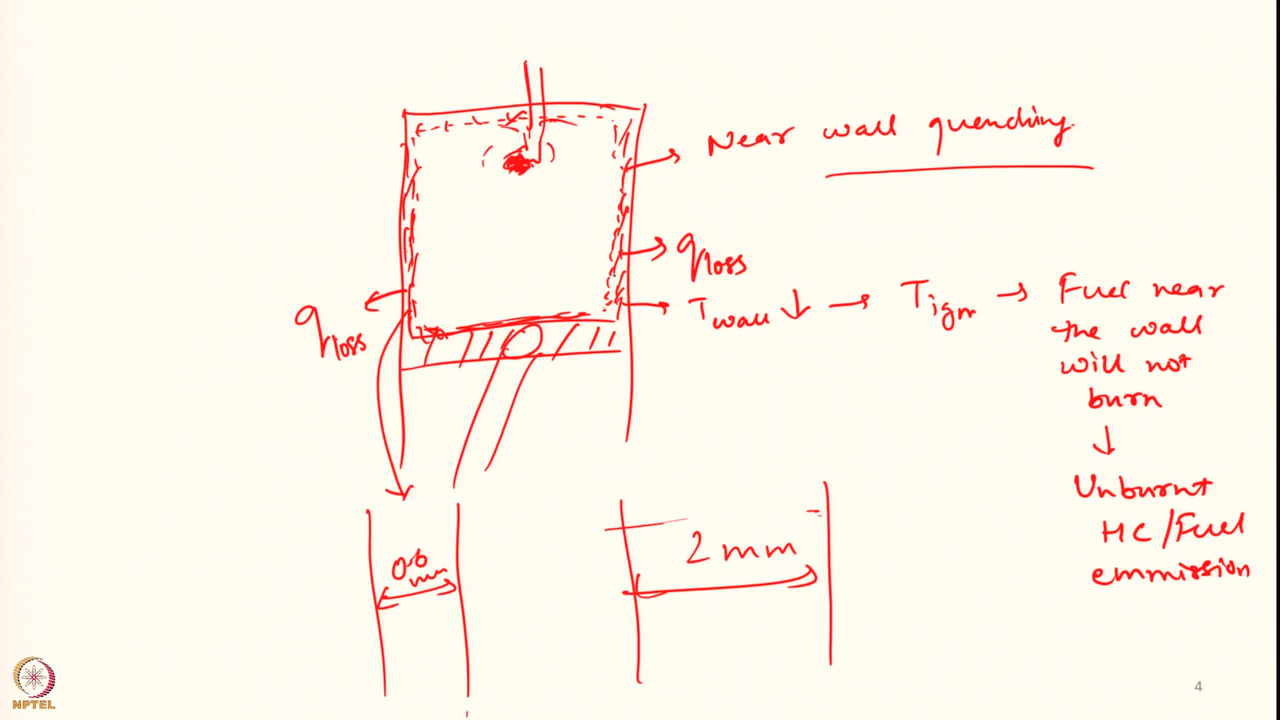 Near wall quenching.
qloss
Twall ↓ → Tign → Fuel near
the wall
will not
burn
↓
Unburnt
HC/Fuel
emmission
qloss
0.6
mm
2 mm
NPTEL
4